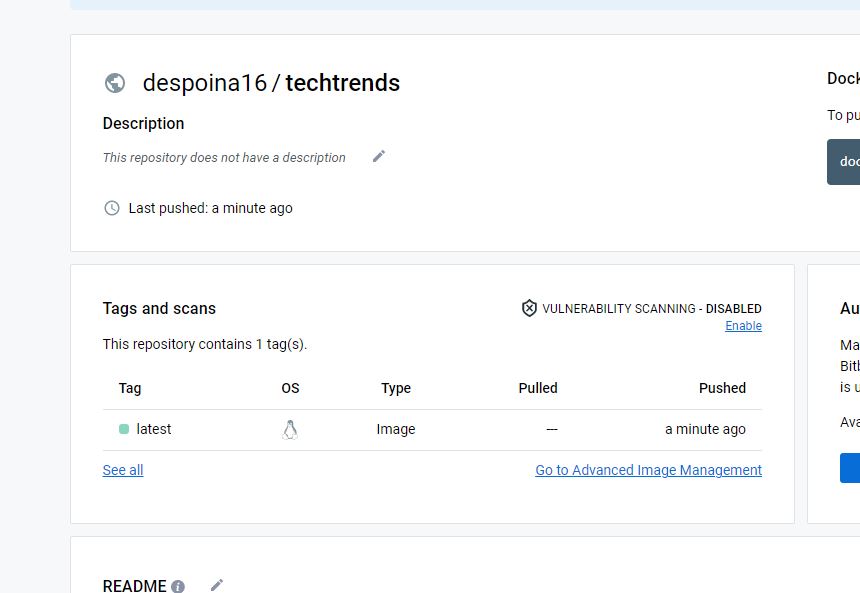 despoina16 / techtrends
Description
This repository does not have a description
Last pushed: a minute ago
Dock
To pu
doc
Tags and scans
VULNERABILITY SCANNING - DISABLED
Enable
This repository contains 1 tag(s).
Tag OS Type Pulled Pushed
latest Image --- a minute ago
See all Go to Advanced Image Management
Au
Ma
Bitb
is u
Ava
README